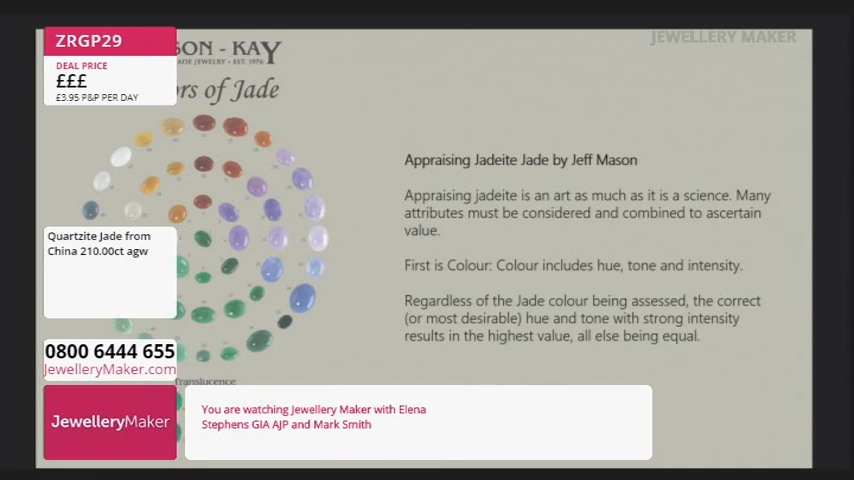 ZRGP29
DEAL PRICE
£££
£3.95 P&P PER DAY
SON - KAY
ADE JEWELRY - EST. 1976
ors of Jade
JEWELLERY MAKER
Appraising Jadeite Jade by Jeff Mason
Appraising jadeite is an art as much as it is a science. Many
attributes must be considered and combined to ascertain
value.
First is Colour: Colour includes hue, tone and intensity.
Regardless of the Jade colour being assessed, the correct
(or most desirable) hue and tone with strong intensity
results in the highest value, all else being equal.
Quartzite Jade from
China 210.00ct agw
0800 6444 655
JewelleryMaker.com
Translucence
JewelleryMaker
You are watching Jewellery Maker with Elena
Stephens GIA AJP and Mark Smith